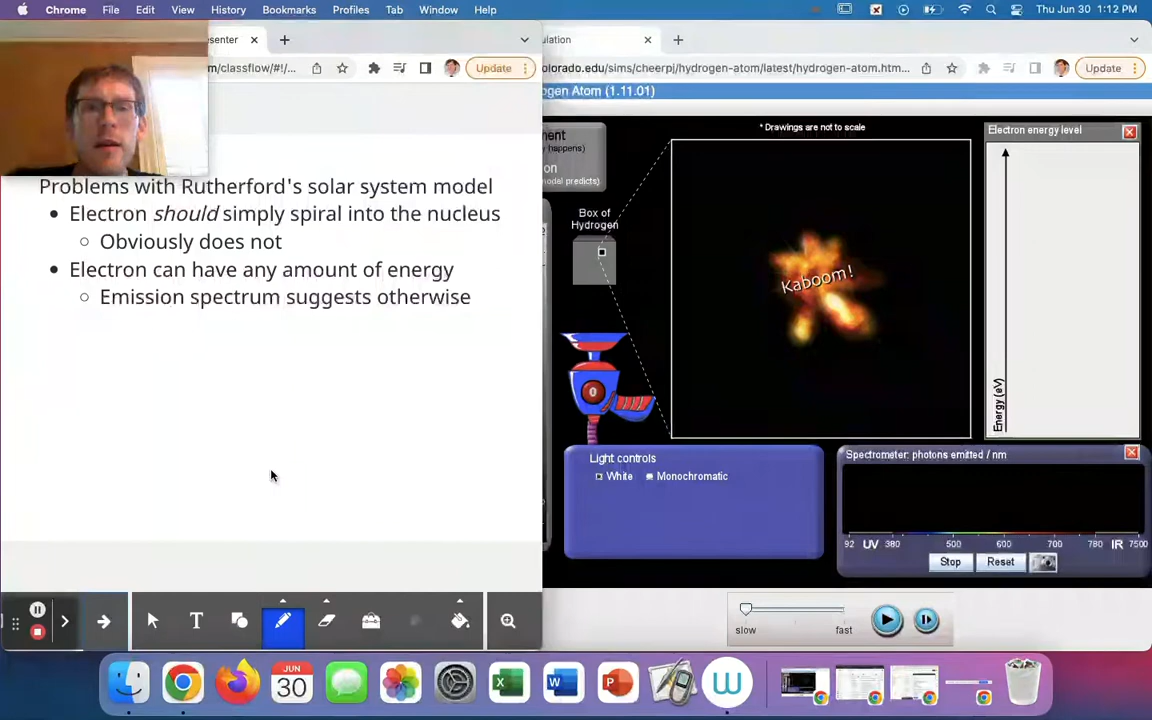 Chrome File Edit View History Bookmarks Profiles Tab Window Help Thu Jun 30 1:12 PM
esenter
ulation
m/classflow/#!/...
Update
olorado.edu/sims/cheerpj/hydrogen-atom/latest/hydrogen-atom.htm...
Update
ogen Atom (1.11.01)
Problems with Rutherford's solar system model
• Electron should simply spiral into the nucleus
○ Obviously does not
• Electron can have any amount of energy
○ Emission spectrum suggests otherwise
ment
y happens)
on
model predicts)
* Drawings are not to scale
Box of
Hydrogen
Kaboom!
0
Electron energy level
Energy (eV)
Light controls
White Monochromatic
Spectrometer: photons emitted / nm
92 UV 380 500 600 700 780 IR 7500
Stop Reset
slow fast
T
JUN
30
X
W
P
W